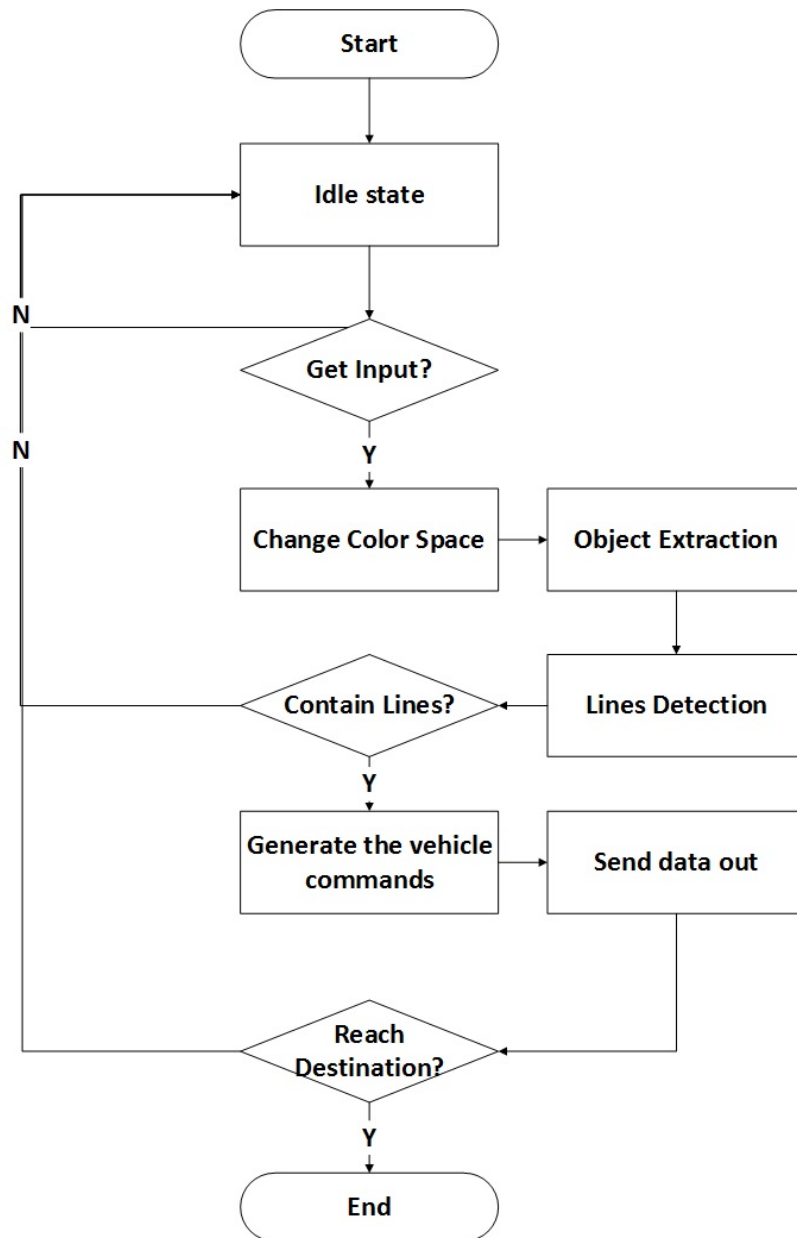 Start
Idle state
N
Get Input?
N
Y
Change Color Space
Object Extraction
Contain Lines?
Lines Detection
Y
Generate the vehicle
commands
Send data out
Reach
Destination?
Y
End